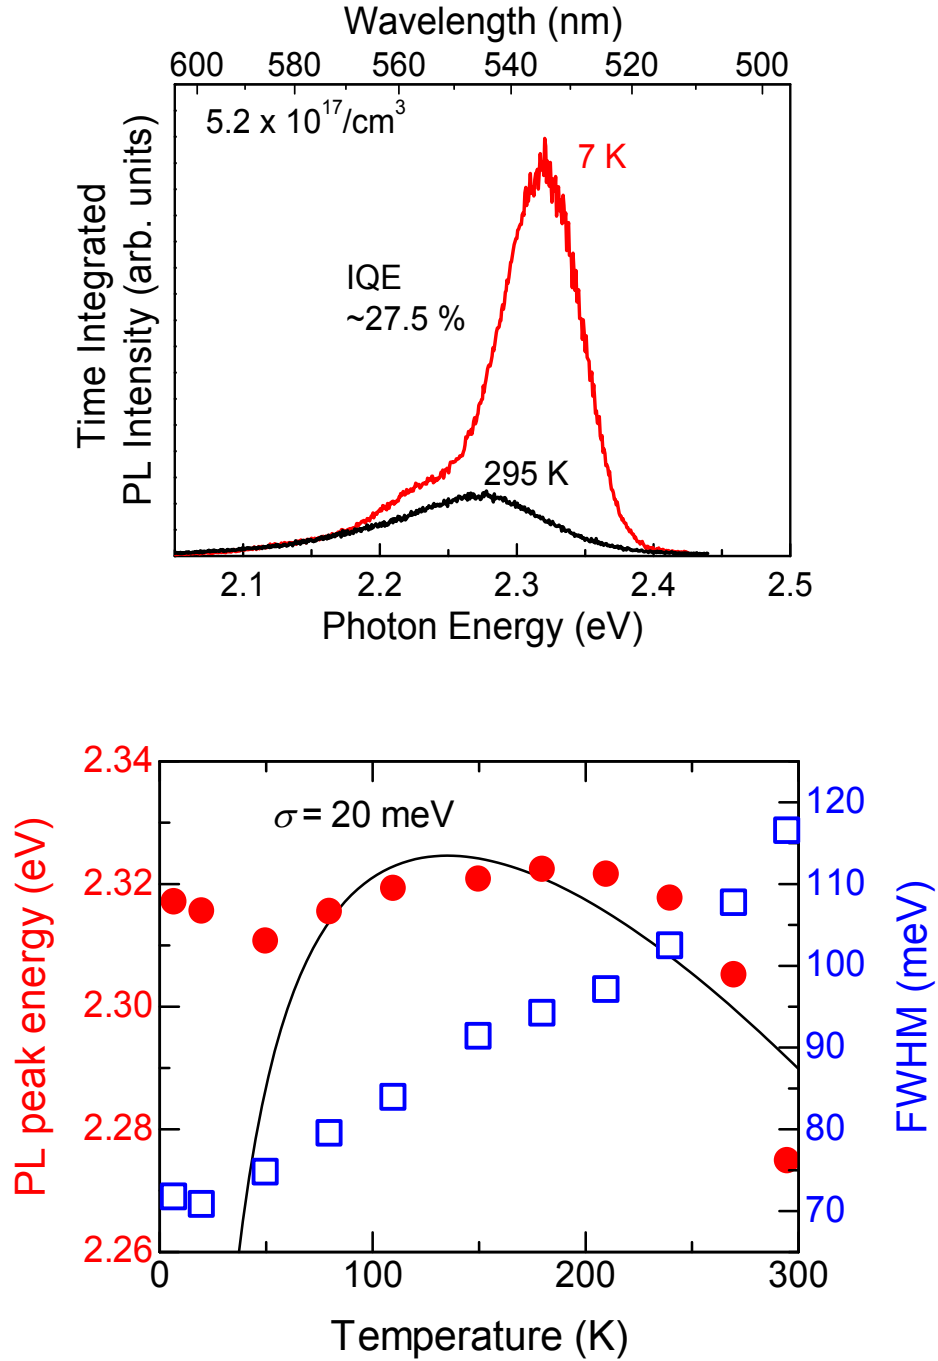 Wavelength (nm)
600 580 560 540 520 500
5.2 x 10^17/cm^3
7 K
IQE
~27.5 %
295 K
Time Integrated
PL Intensity (arb. units)
2.1 2.2 2.3 2.4 2.5
Photon Energy (eV)
2.34
2.32
2.30
2.28
2.26
PL peak energy (eV)
σ = 20 meV
120
110
100
90
80
70
FWHM (meV)
0 100 200 300
Temperature (K)